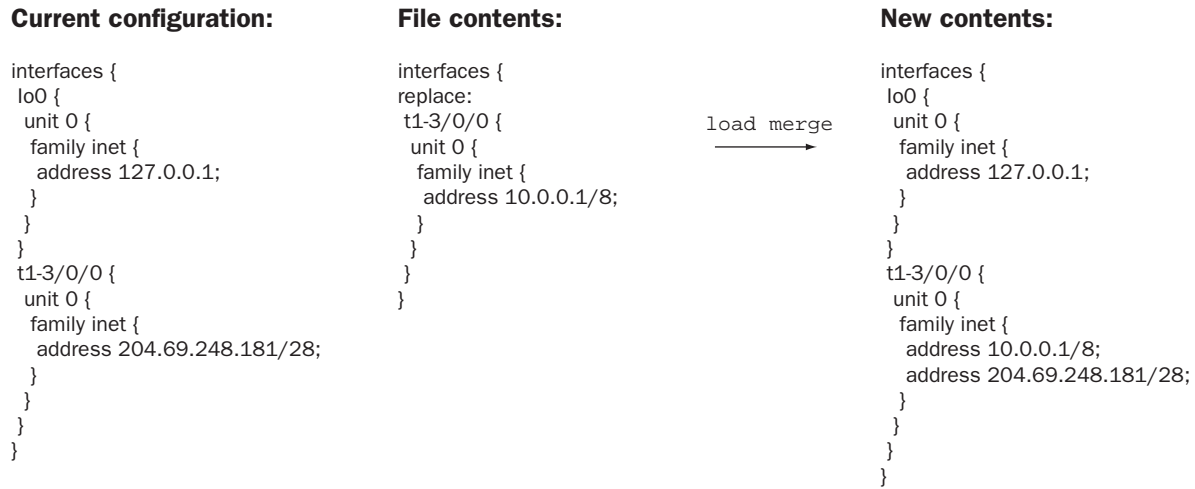 Current configuration:
interfaces {
lo0 {
unit 0 {
family inet {
address 127.0.0.1;
}
}
}
t1-3/0/0 {
unit 0 {
family inet {
address 204.69.248.181/28;
}
}
}
}
File contents:
interfaces {
replace:
t1-3/0/0 {
unit 0 {
family inet {
address 10.0.0.1/8;
}
}
}
}
load merge
New contents:
interfaces {
lo0 {
unit 0 {
family inet {
address 127.0.0.1;
}
}
}
t1-3/0/0 {
unit 0 {
family inet {
address 10.0.0.1/8;
address 204.69.248.181/28;
}
}
}
}